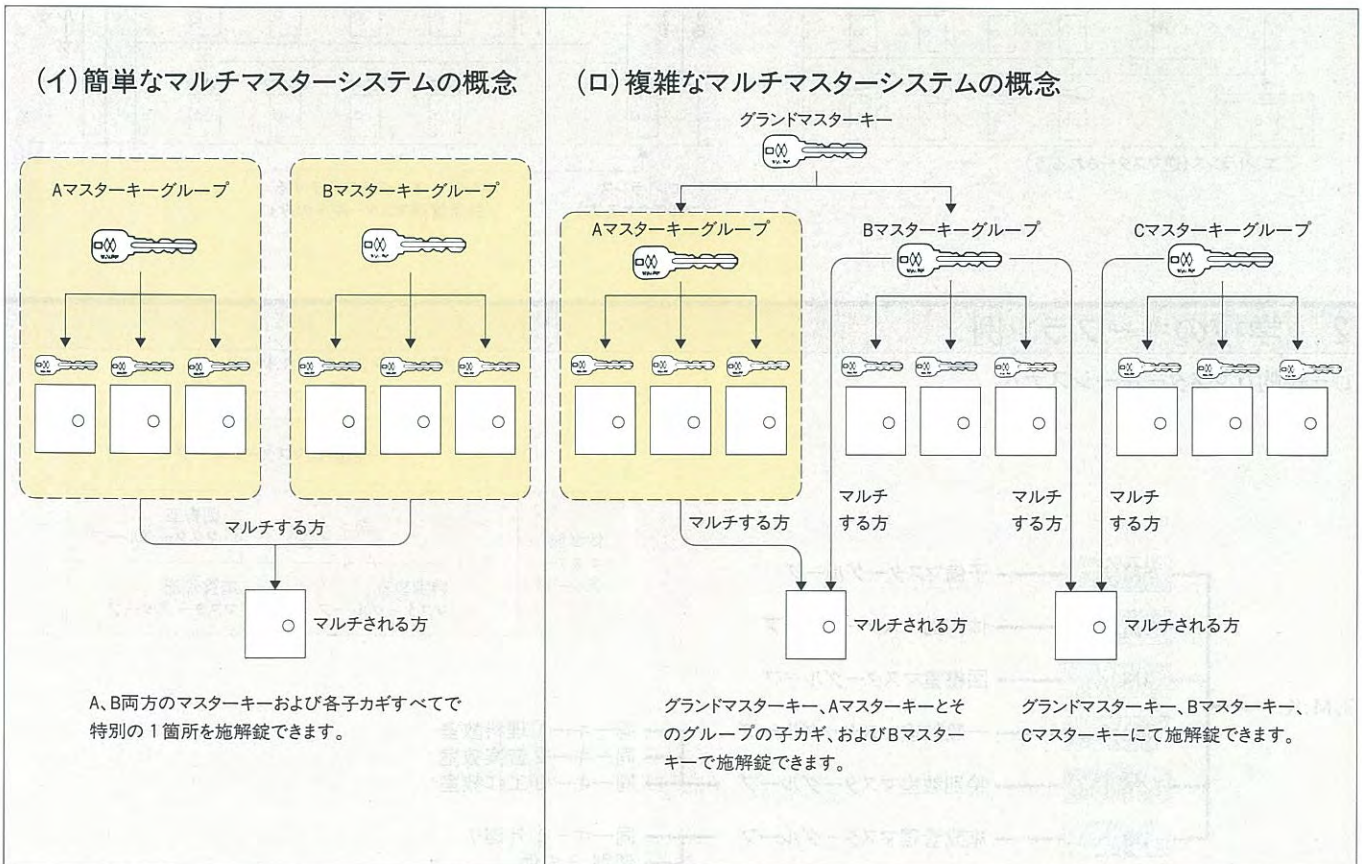 (イ)簡単なマルチマスターシステムの概念
Aマスターキーグループ
Bマスターキーグループ
マルチする方
マルチされる方
A、B両方のマスターキーおよび各子カギすべてで
特別の1箇所を施解錠できます。
(ロ)複雑なマルチマスターシステムの概念
グランドマスターキー
Aマスターキーグループ
Bマスターキーグループ
Cマスターキーグループ
マルチする方
マルチ
する方
マルチ
する方
マルチ
する方
マルチされる方
マルチされる方
グランドマスターキー、Aマスターキーとそ
のグループの子カギ、およびBマスター
キーで施解錠できます。
グランドマスターキー、Bマスターキー、
Cマスターキーにて施解錠できます。